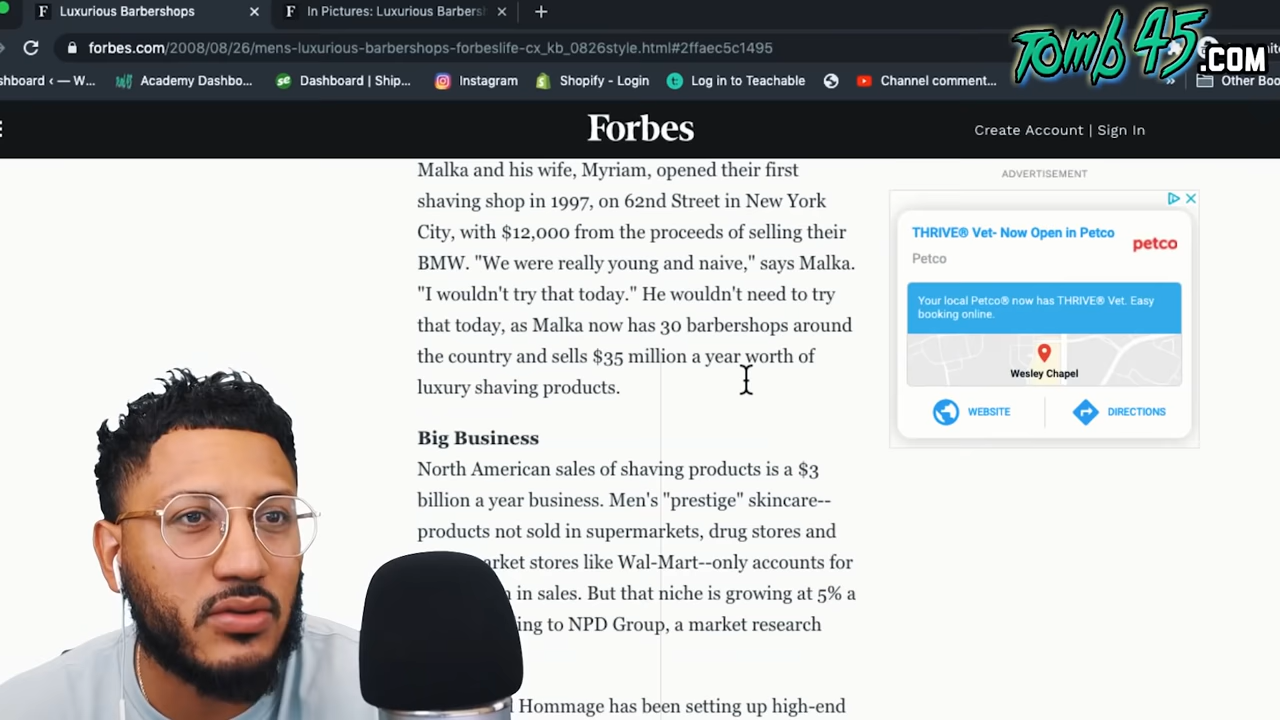 Luxurious Barbershops
In Pictures: Luxurious Barbers
Tomb 45.COM
forbes.com/2008/08/26/mens-luxurious-barbershops-forbeslife-cx_kb_0826style.html#2ffaec5c1495
shboard ‹ — W...
Academy Dashbo...
Dashboard | Ship...
Instagram
Shopify - Login
Log in to Teachable
Channel comment...
»
Other Boo
Forbes
Create Account | Sign In
Malka and his wife, Myriam, opened their first
shaving shop in 1997, on 62nd Street in New York
City, with $12,000 from the proceeds of selling their
BMW. "We were really young and naive," says Malka.
"I wouldn't try that today." He wouldn't need to try
that today, as Malka now has 30 barbershops around
the country and sells $35 million a year worth of
luxury shaving products.
Big Business
North American sales of shaving products is a $3
billion a year business. Men's "prestige" skincare--
products not sold in supermarkets, drug stores and
arket stores like Wal-Mart--only accounts for
in sales. But that niche is growing at 5% a
ing to NPD Group, a market research
Hommage has been setting up high-end
ADVERTISEMENT
THRIVE® Vet- Now Open in Petco
petco
Petco
Your local Petco® now has THRIVE® Vet. Easy
booking online.
Wesley Chapel
WEBSITE
DIRECTIONS